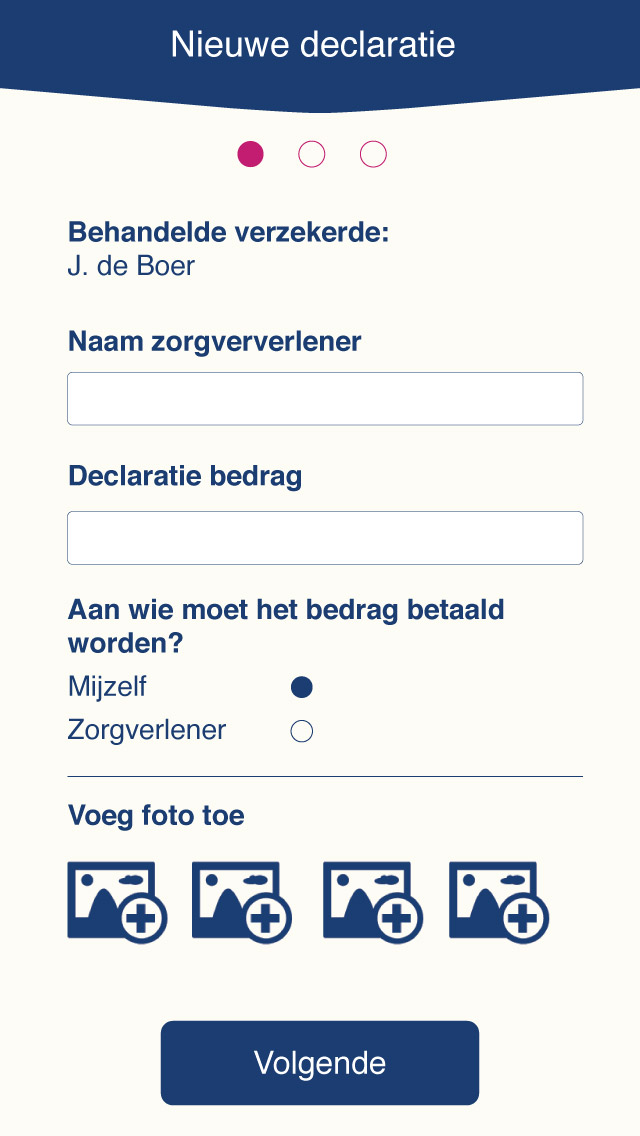 Nieuwe declaratie
Behandelde verzekerde:
J. de Boer
Naam zorgververlener
Declaratie bedrag
Aan wie moet het bedrag betaald
worden?
Mijzelf
Zorgverlener
Voeg foto toe
Volgende